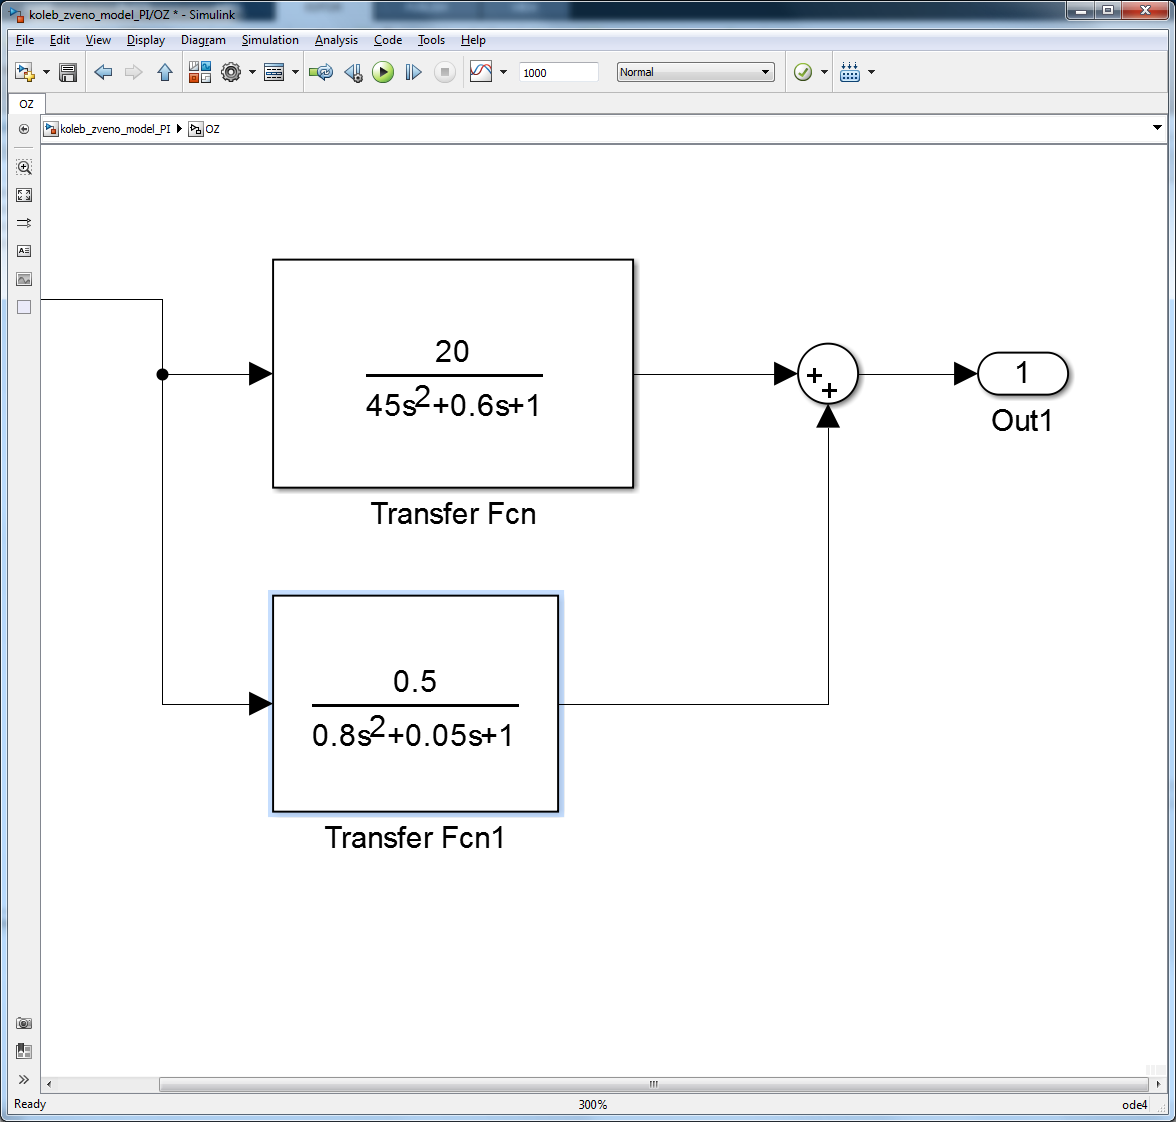 koleb_zveno_model_PI/OZ * - Simulink
File Edit View Display Diagram Simulation Analysis Code Tools Help
1000 Normal
OZ
koleb_zveno_model_PI OZ
20
45s²+0.6s+1
Transfer Fcn
1
Out1
0.5
0.8s²+0.05s+1
Transfer Fcn1
Ready 300% ode4